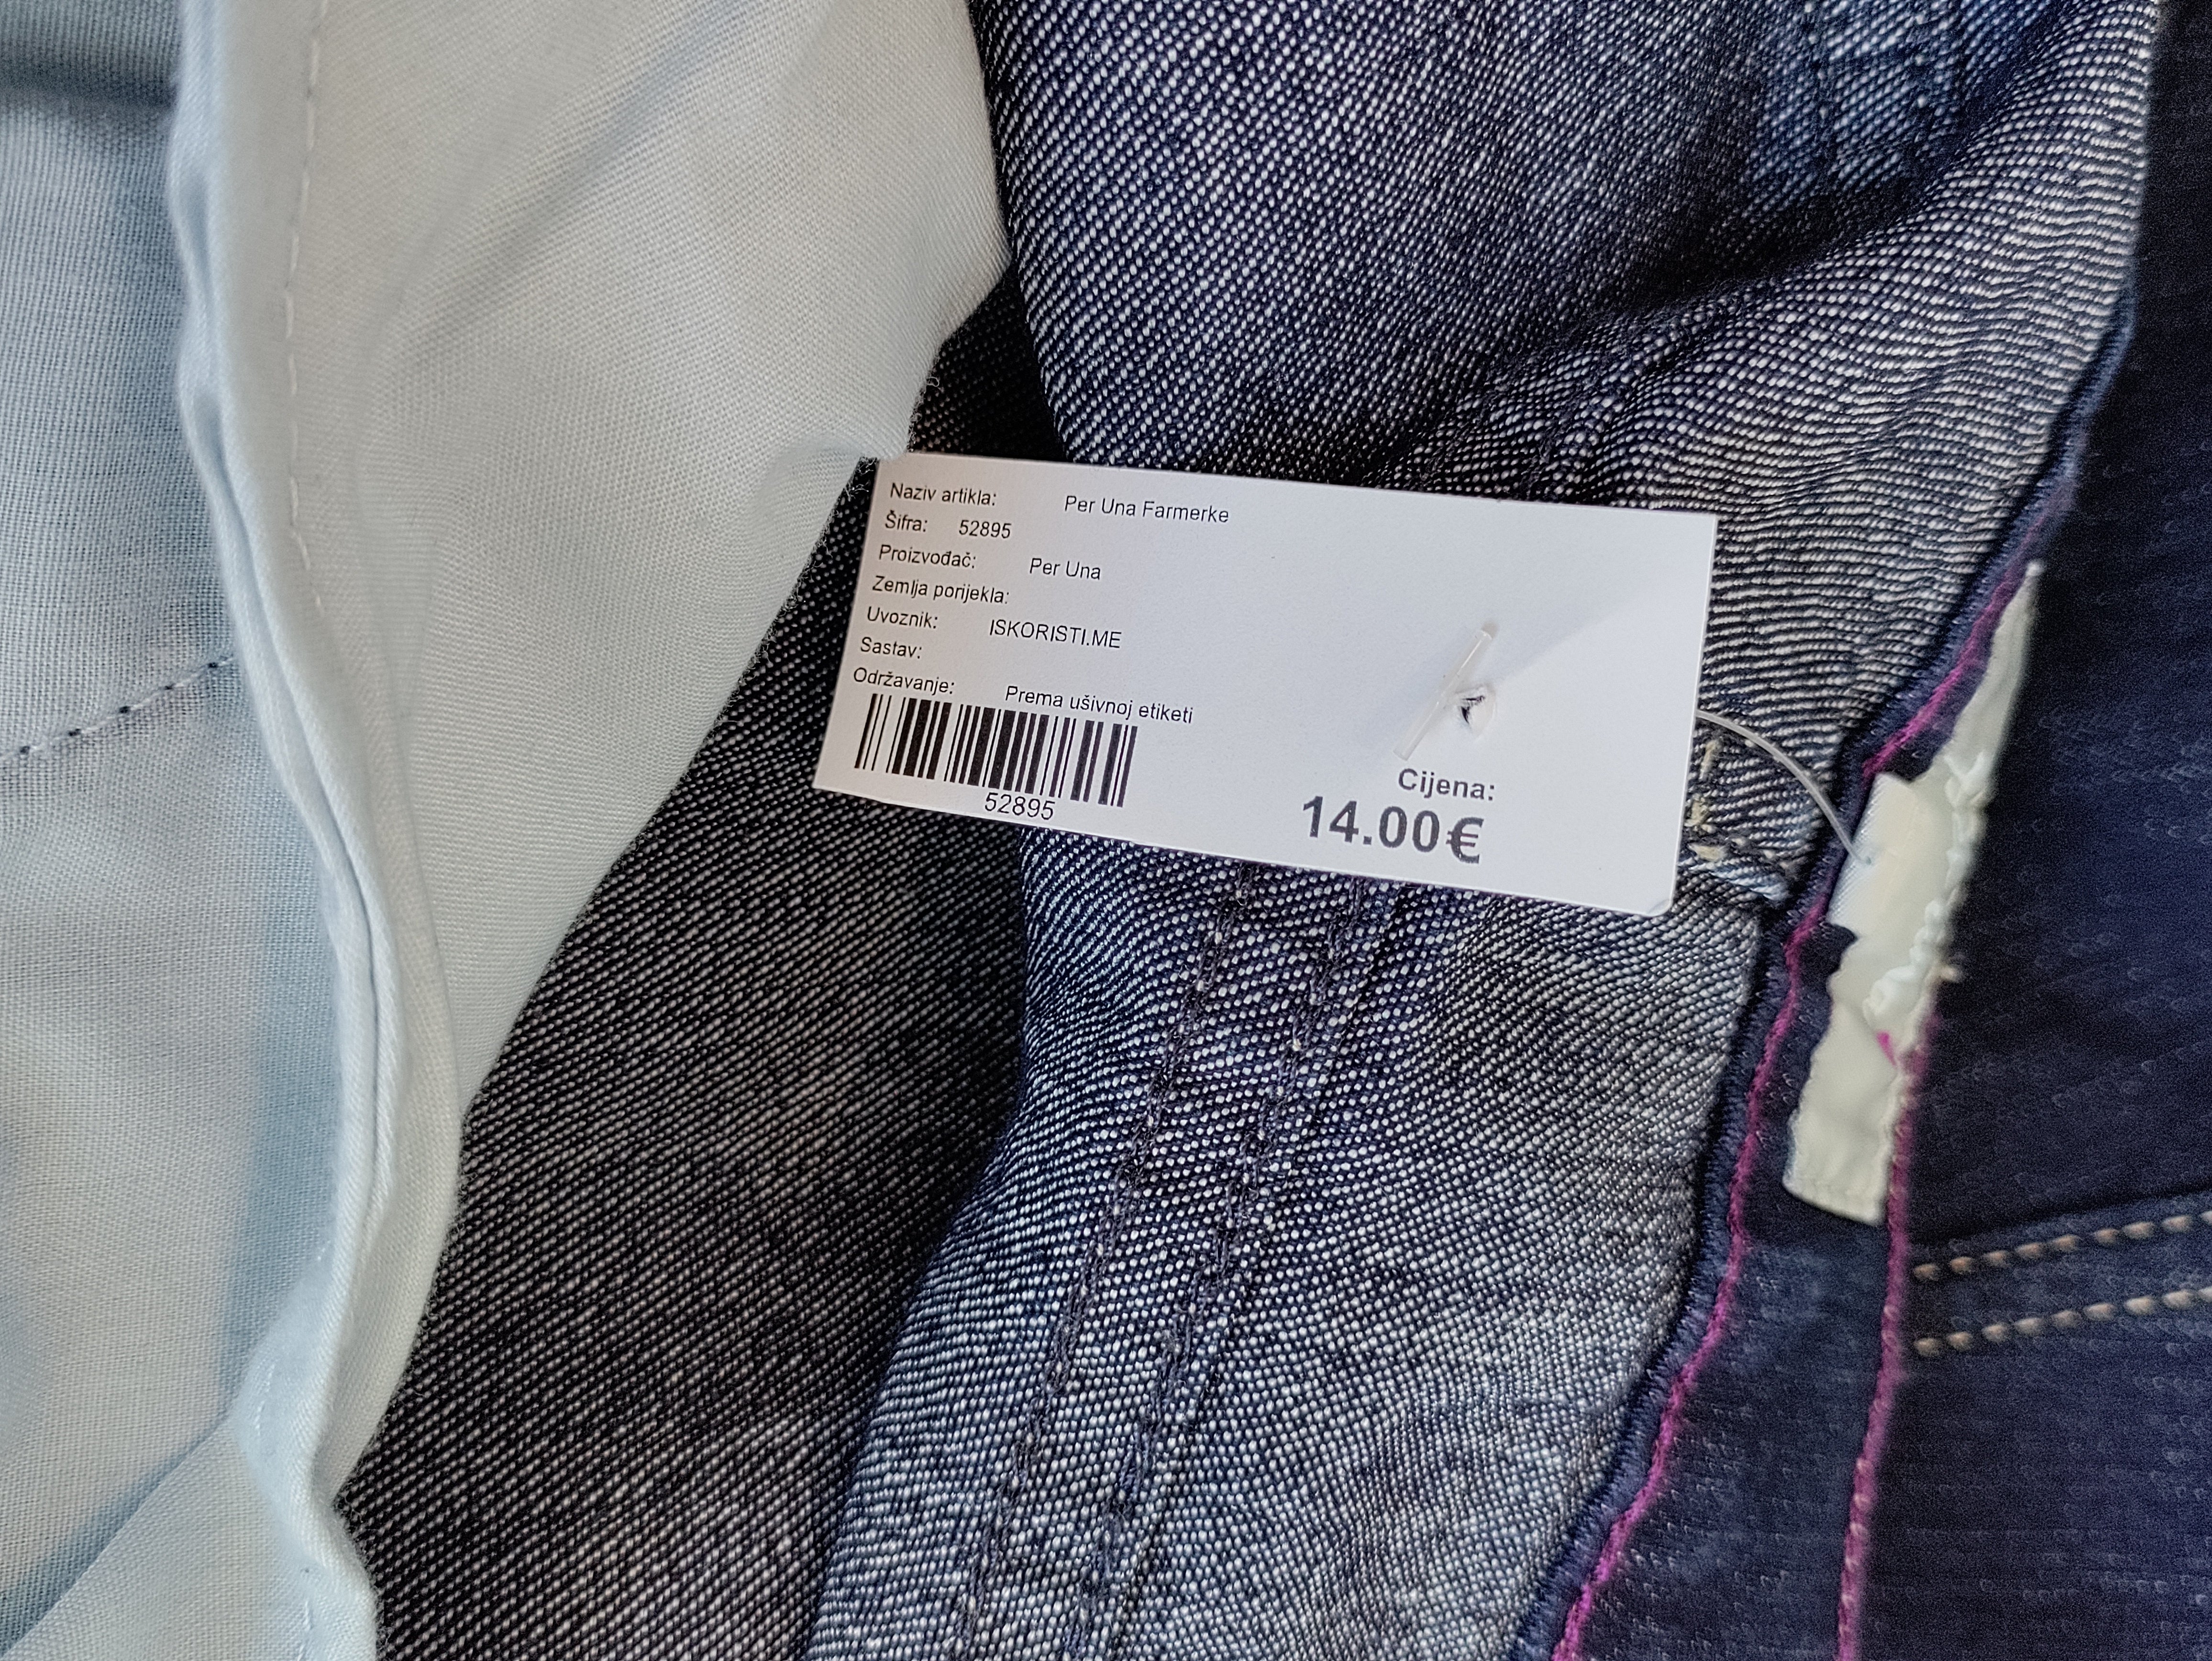 Naziv artikla: Per Una Farmerke
Šifra: 52895
Proizvođač: Per Una
Zemlja porijekla:
Uvoznik: ISKORISTI.ME
Sastav:
Održavanje: Prema ušivnoj etiketi
52895
Cijena:
14.00€